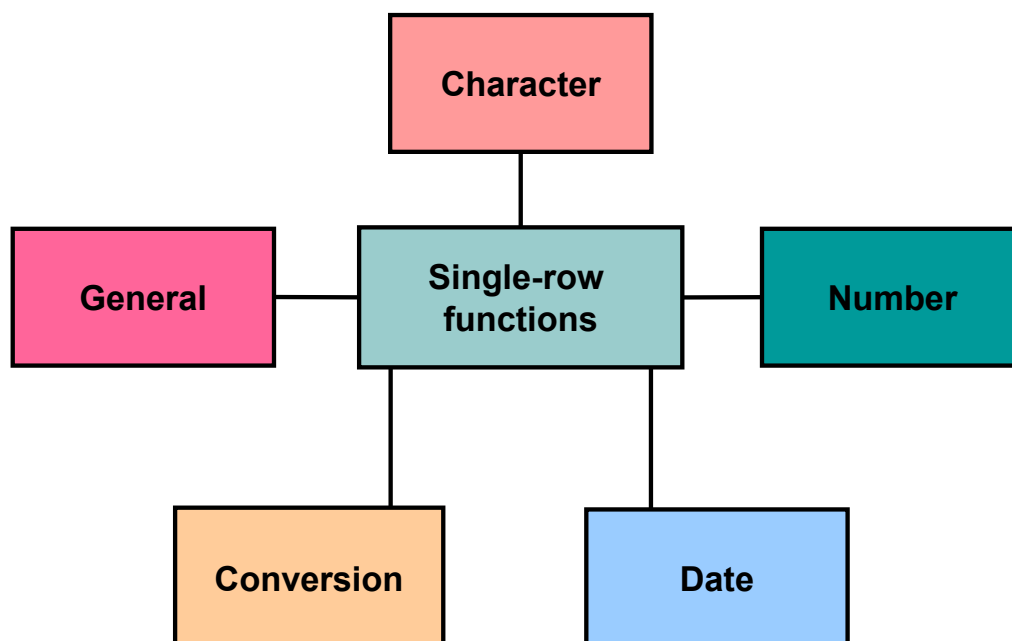 Character
General
Single-row
functions
Number
Conversion
Date